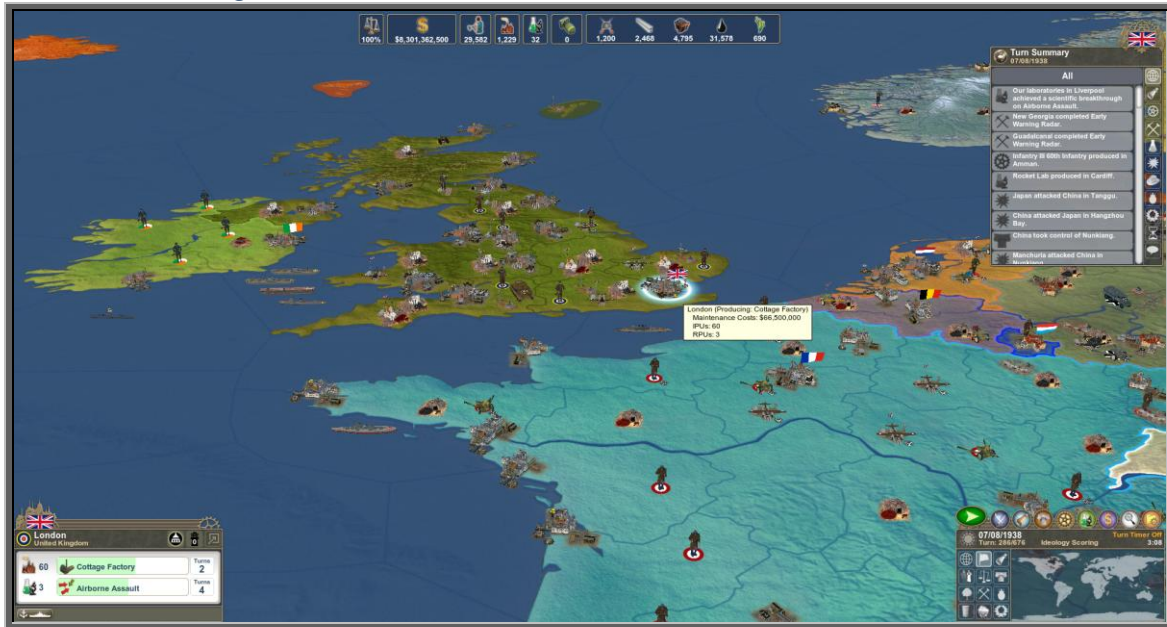 100%
$8,301,362,500
29,582
1,229
32
0
1,200
2,468
4,795
31,578
690
Turn Summary
07/08/1938
All
Our laboratories in Liverpool
achieved a scientific breakthrough
on Airborne Assault.
New Georgia completed Early
Warning Radar.
Guadalcanal completed Early
Warning Radar.
Infantry III 60th Infantry produced in
Amman.
Rocket Lab produced in Cardiff.
Japan attacked China in Tanggu.
China attacked Japan in Hangzhou
Bay.
China took control of Nunkiang.
Manchuria attacked China in
Nunkiang.
London (Producing: Cottage Factory)
Maintenance Costs: $66,500,000
IPUs: 60
RPUs: 3
London
United Kingdom
0
60
Cottage Factory
Turns
2
3
Airborne Assault
Turns
4
07/08/1938
Turn Timer Off
Turn: 286/676
Ideology Scoring
3:08